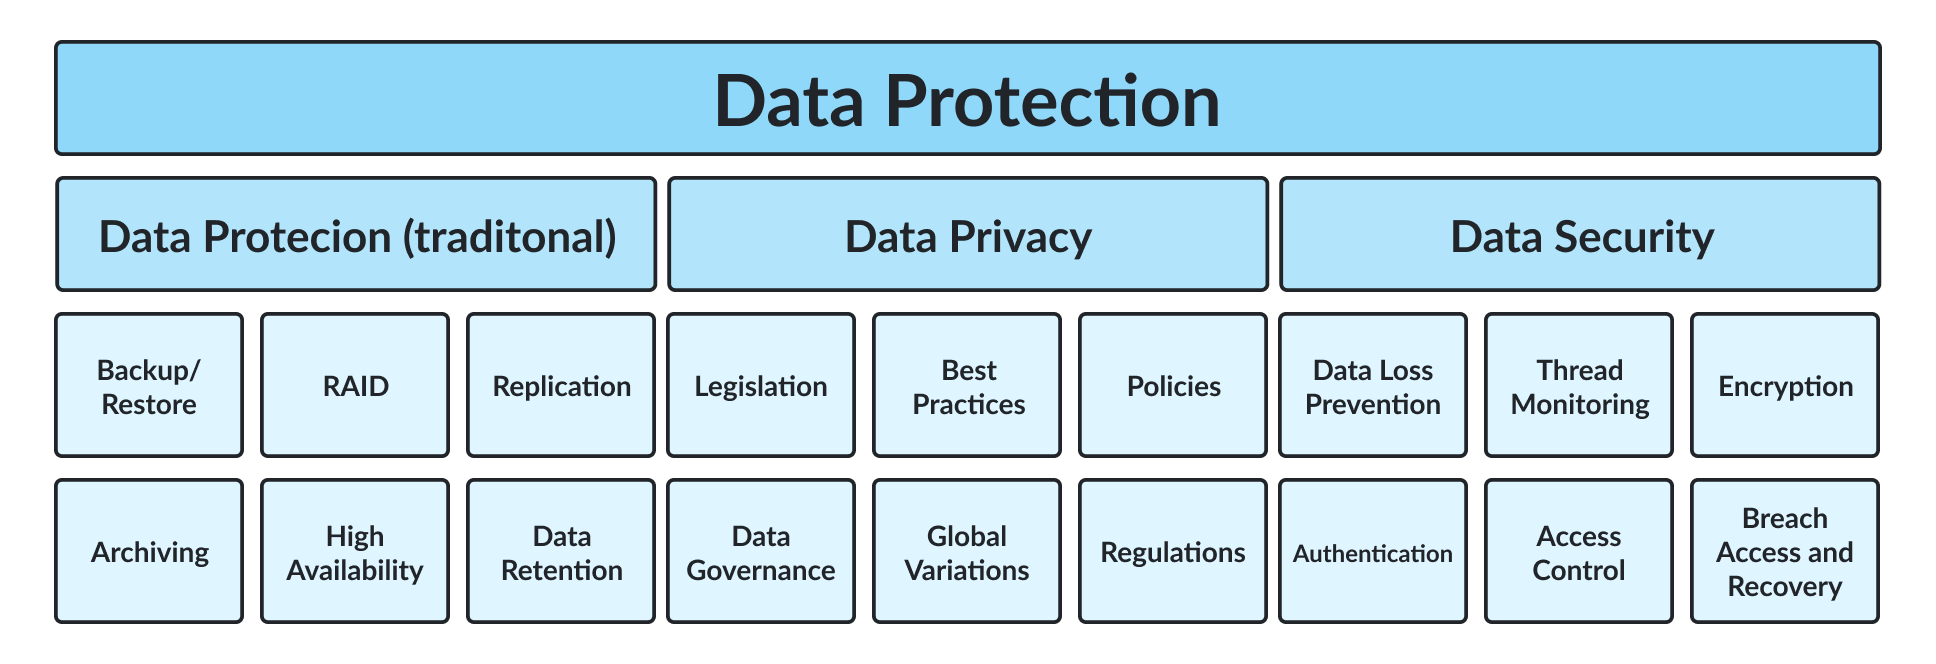 Data Protection
Data Protecion (traditonal)
Data Privacy
Data Security
Backup/
Restore
RAID
Replication
Legislation
Best
Practices
Policies
Data Loss
Prevention
Thread
Monitoring
Encryption
Archiving
High
Availability
Data
Retention
Data
Governance
Global
Variations
Regulations
Authentication
Access
Control
Breach
Access and
Recovery